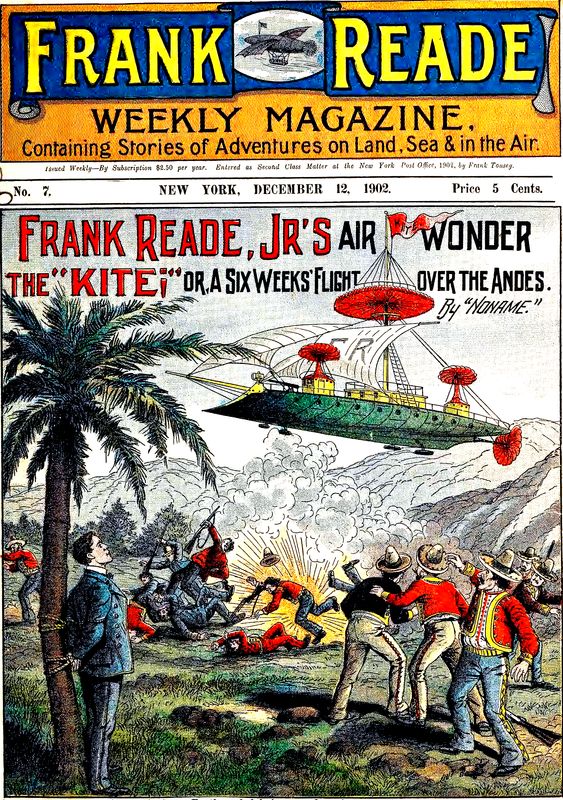 FRANK READE
WEEKLY MAGAZINE,
Containing Stories of Adventures on Land, Sea & in the Air.
Issued Weekly—By Subscription $2.50 per year. Entered as Second Class Matter at the New York Post Office, 1902, by Frank Tousey.
No. 7. NEW YORK, DECEMBER 12, 1902. Price 5 Cents.
FRANK READE, JR'S AIR WONDER
THE "KITE;" OR, A SIX WEEKS' FLIGHT OVER THE ANDES.
By "NONAME."
FR